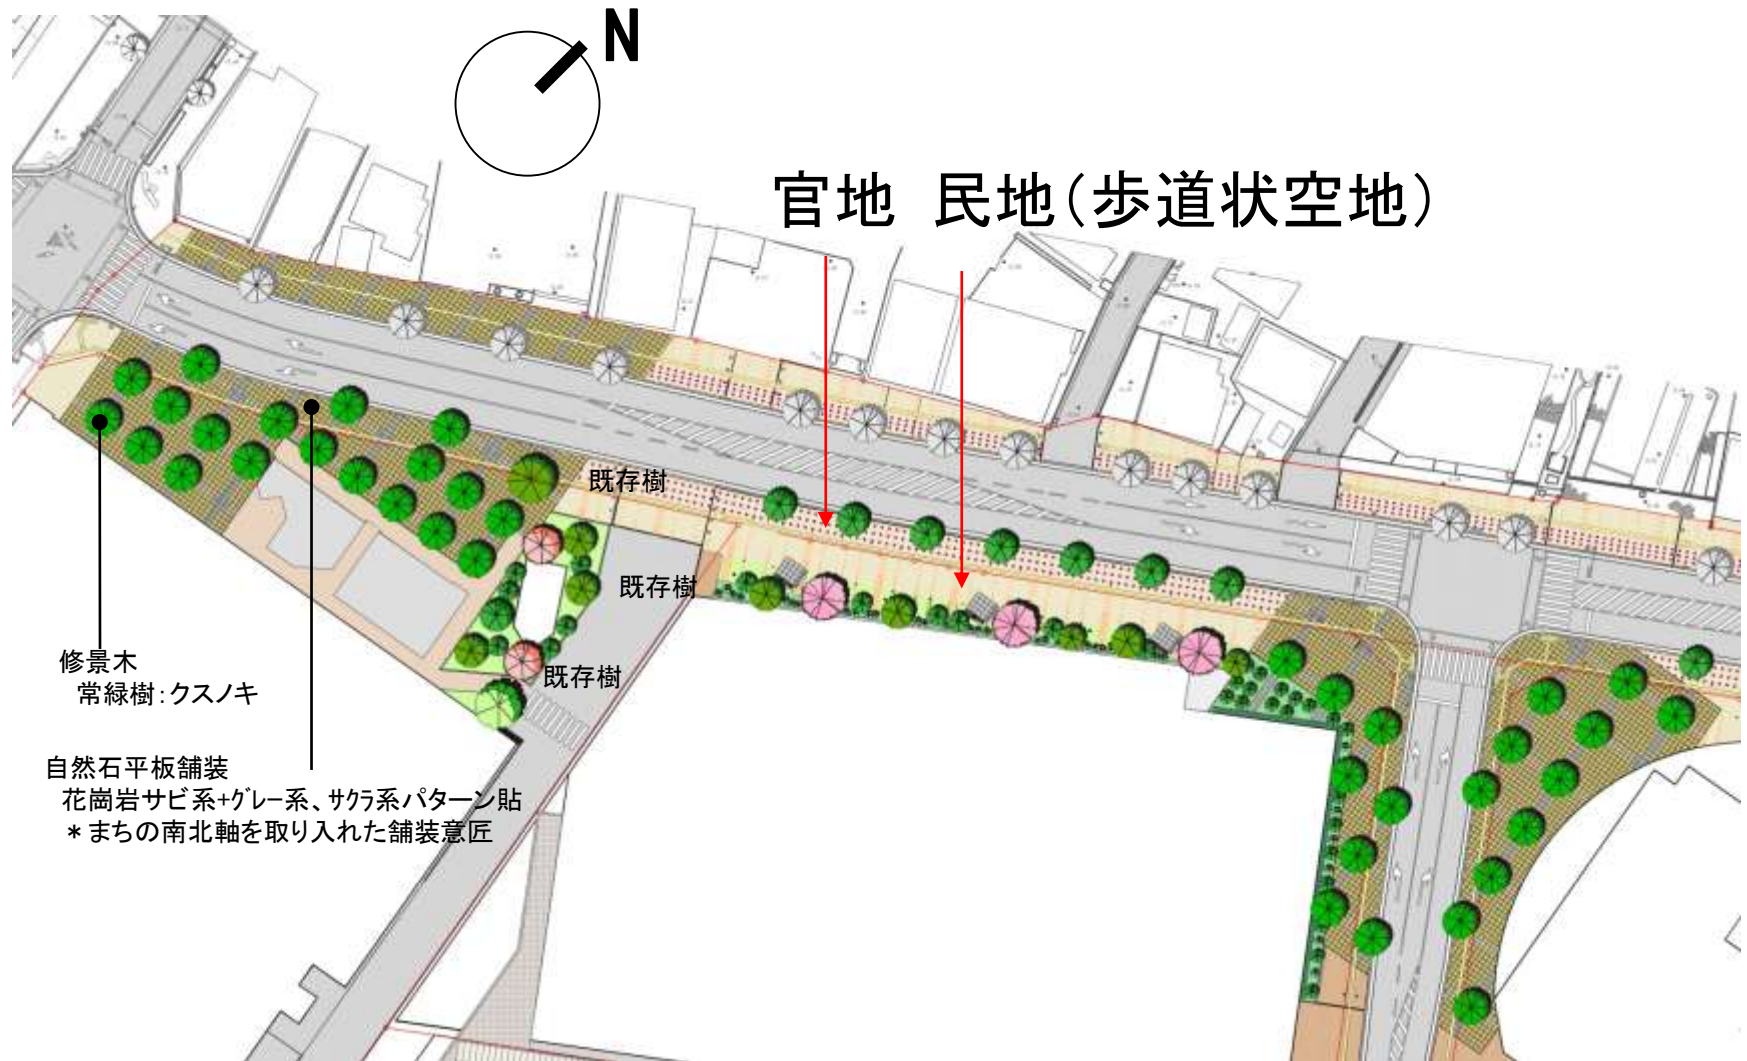 N
官地 民地(歩道状空地)
既存樹
既存樹
既存樹
修景木
常緑樹:クスノキ
自然石平板舗装
花崗岩サビ系+グレー系、サクラ系パターン貼
*まちの南北軸を取り入れた舗装意匠